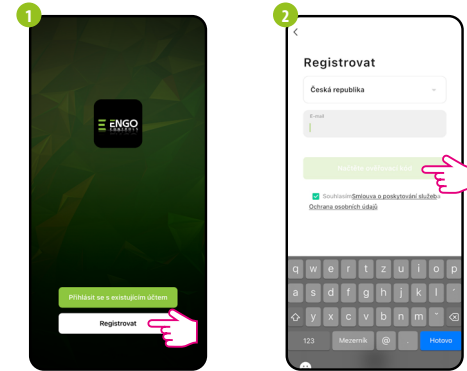 1
ENGO
CONTROLS
Přihlásit se s existujícím účtem
Registrovat
2
Registrovat
Česká republika
E-mail
Souhlasím Smlouva o poskytování služeb a
Ochrana osobních údajů
q w e r t z u i o p
a s d f g h j k l ´
y x c v b n m ˇ
123 Mezerník @ . Hotovo